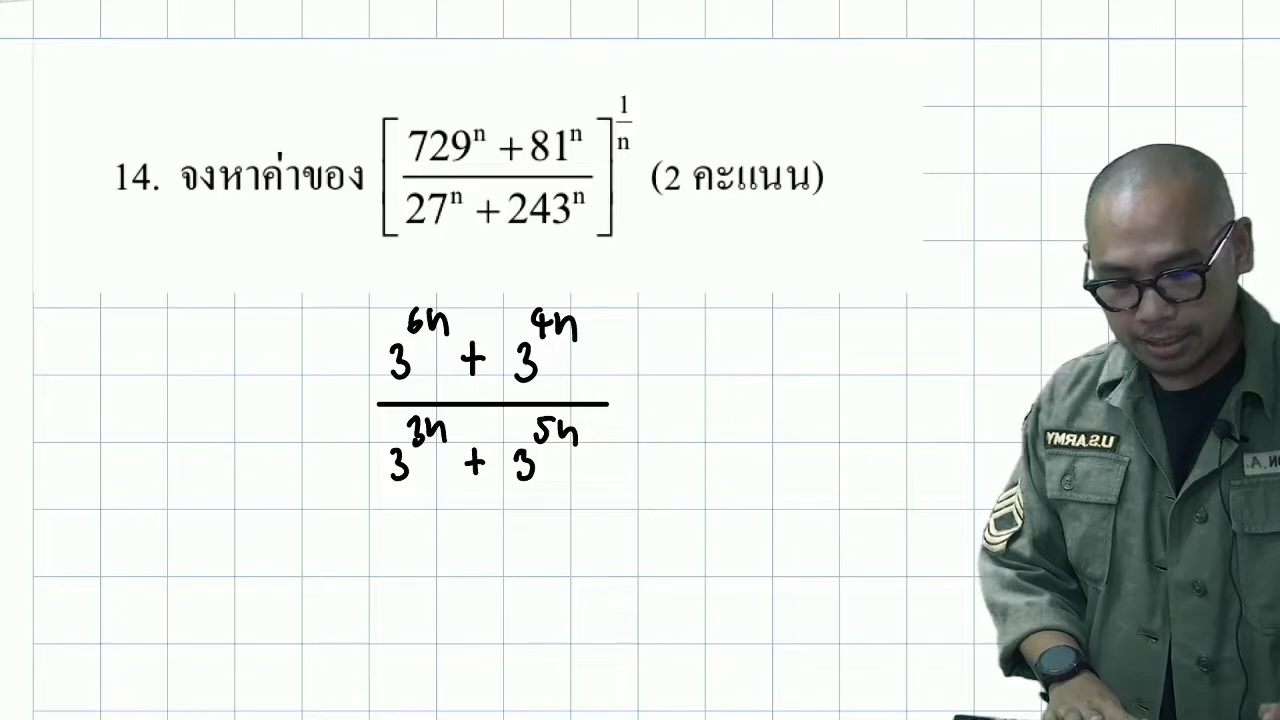 14. จงหาค่าของ [ (729ⁿ + 81ⁿ) / (27ⁿ + 243ⁿ) ]^(1/n) (2 คะแนน)
3^(6n) + 3^(4n)
3^(3n) + 3^(5n)
U.S.ARMY